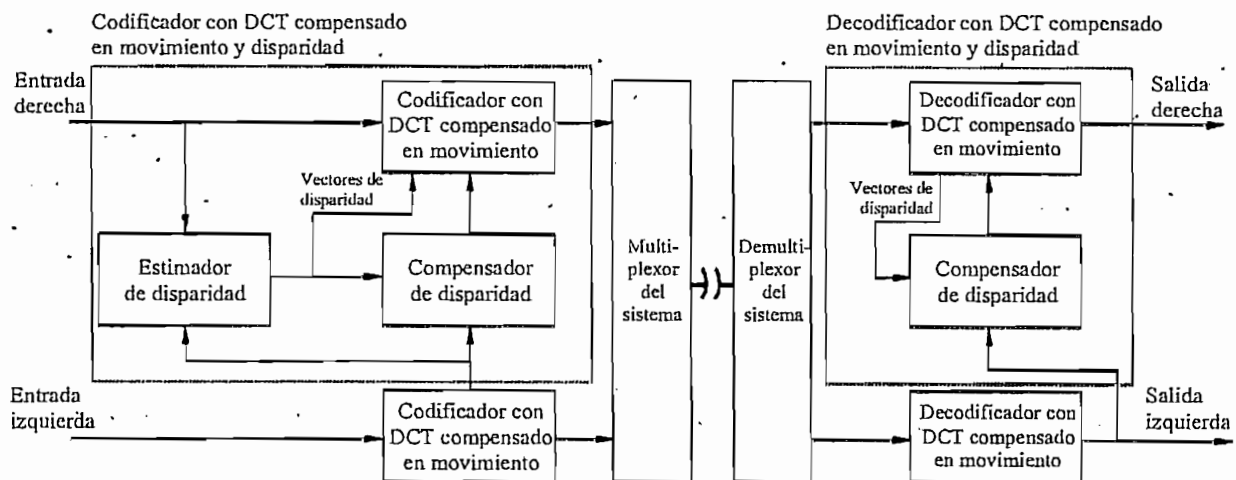 Codificador con DCT compensado
en movimiento y disparidad
Decodificador con DCT compensado
en movimiento y disparidad
Entrada
derecha
Codificador con
DCT compensado
en movimiento
Vectores de
disparidad
Estimador
de disparidad
Compensador
de disparidad
Entrada
izquierda
Codificador con
DCT compensado
en movimiento
Multi-
plexor
del
sistema
Demulti-
plexor
del
sistema
Decodificador con
DCT compensado
en movimiento
Salida
derecha
Vectores de
disparidad
Compensador
de disparidad
Decodificador con
DCT compensado
en movimiento
Salida
izquierda